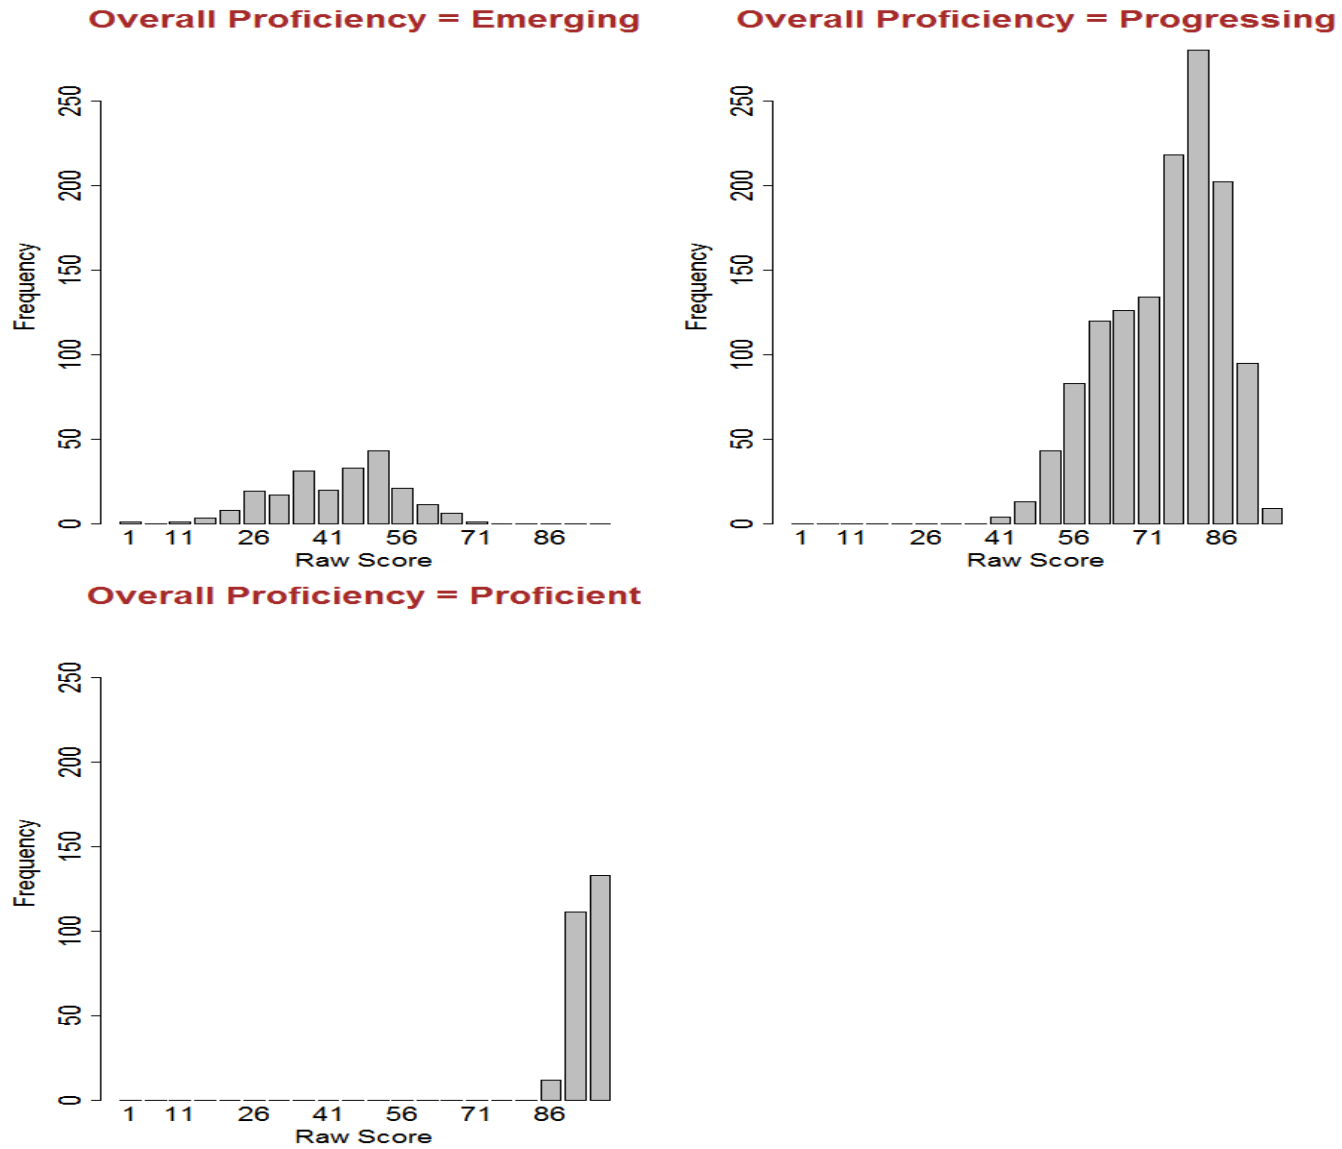 Overall Proficiency = Emerging
250
200
150
100
50
0
Frequency
1 11 26 41 56 71 86
Raw Score
Overall Proficiency = Progressing
250
200
150
100
50
0
Frequency
1 11 26 41 56 71 86
Raw Score
Overall Proficiency = Proficient
250
200
150
100
50
0
Frequency
1 11 26 41 56 71 86
Raw Score